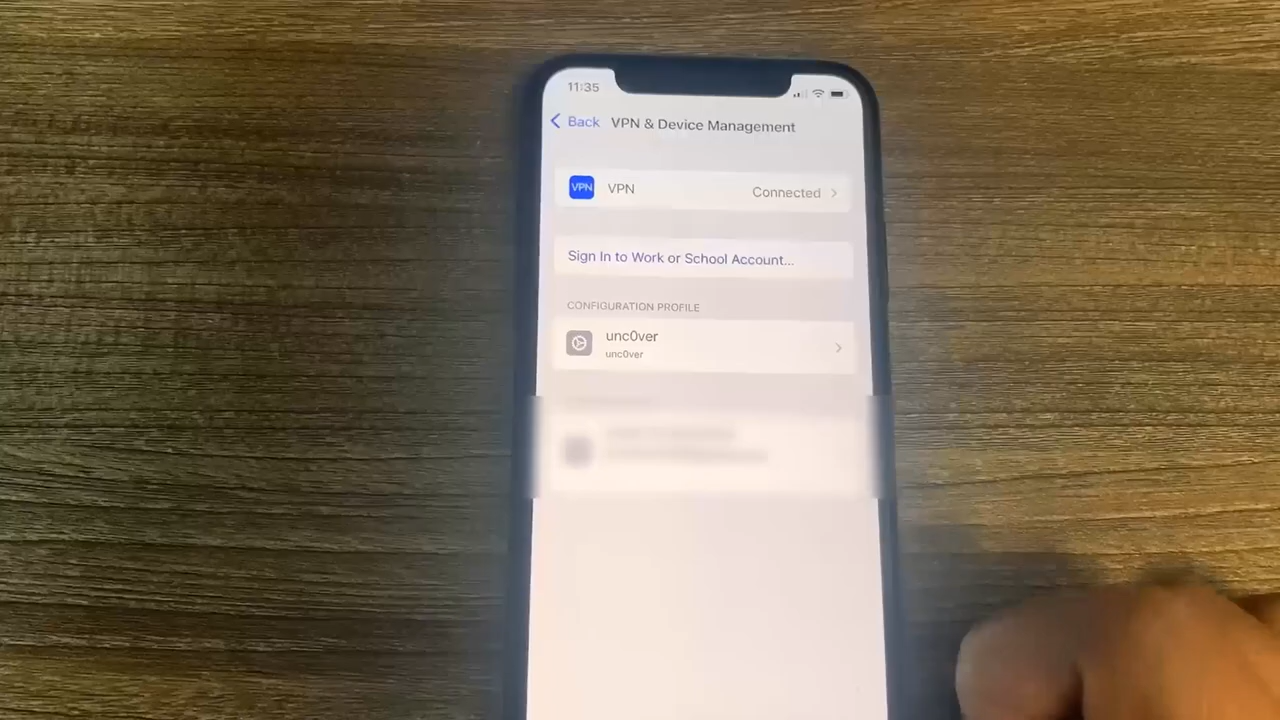 11:35
Back VPN & Device Management
VPN VPN Connected
Sign In to Work or School Account...
CONFIGURATION PROFILE
unc0ver
unc0ver